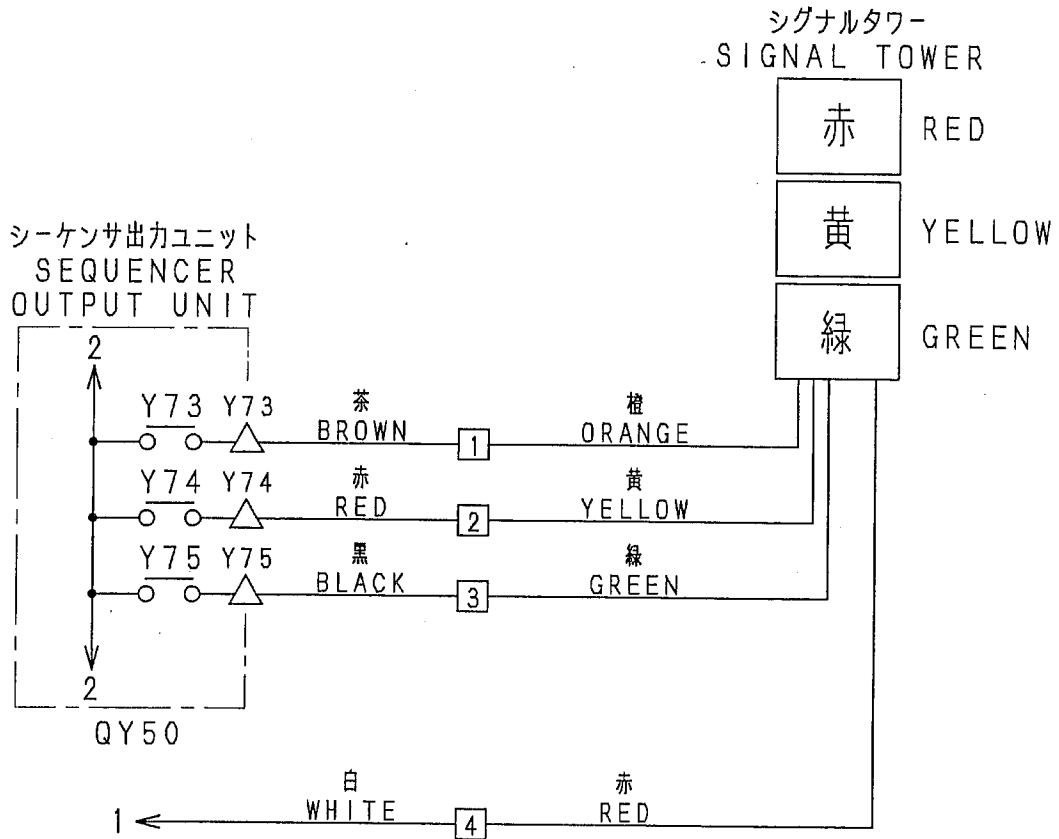 シグナルタワー
SIGNAL TOWER
赤 RED
黄 YELLOW
緑 GREEN
シーケンサ出力ユニット
SEQUENCER
OUTPUT UNIT
2
Y73 Y73
茶
BROWN
1
橙
ORANGE
Y74 Y74
赤
RED
2
黄
YELLOW
Y75 Y75
黒
BLACK
3
緑
GREEN
2
QY50
1
白
WHITE
4
赤
RED